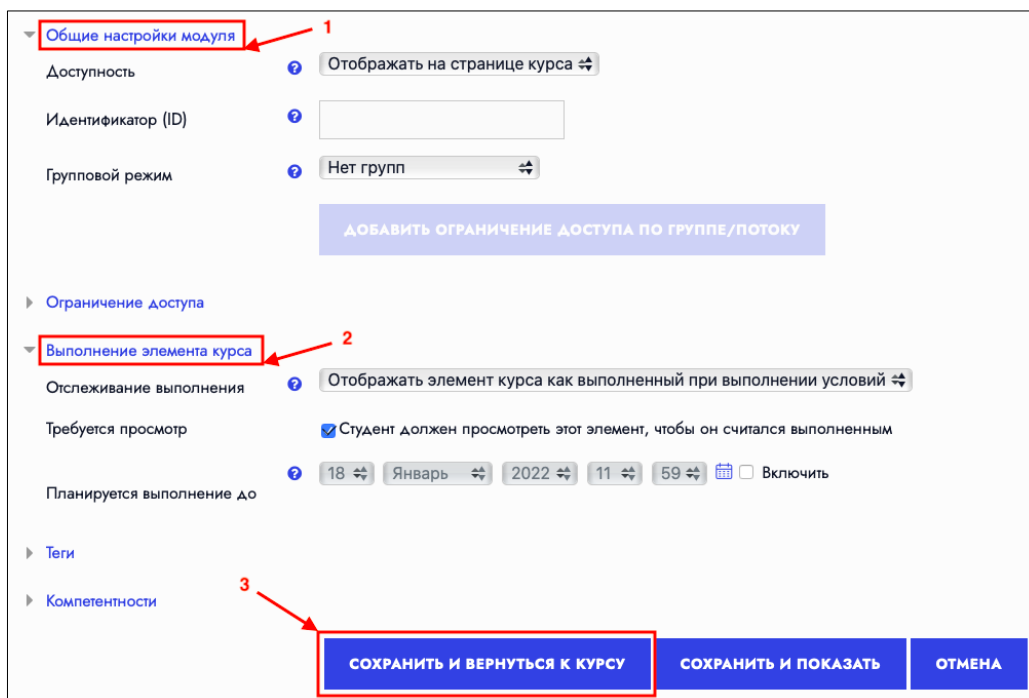 Общие настройки модуля 1
Доступность ? Отображать на странице курса
Идентификатор (ID) ?
Групповой режим ? Нет групп
ДОБАВИТЬ ОГРАНИЧЕНИЕ ДОСТУПА ПО ГРУППЕ/ПОТОКУ
Ограничение доступа
Выполнение элемента курса 2
Отслеживание выполнения ? Отображать элемент курса как выполненный при выполнении условий
Требуется просмотр Студент должен просмотреть этот элемент, чтобы он считался выполненным
Планируется выполнение до ? 18 Январь 2022 11 59 Включить
Теги
Компетентности 3
СОХРАНИТЬ И ВЕРНУТЬСЯ К КУРСУ СОХРАНИТЬ И ПОКАЗАТЬ ОТМЕНА